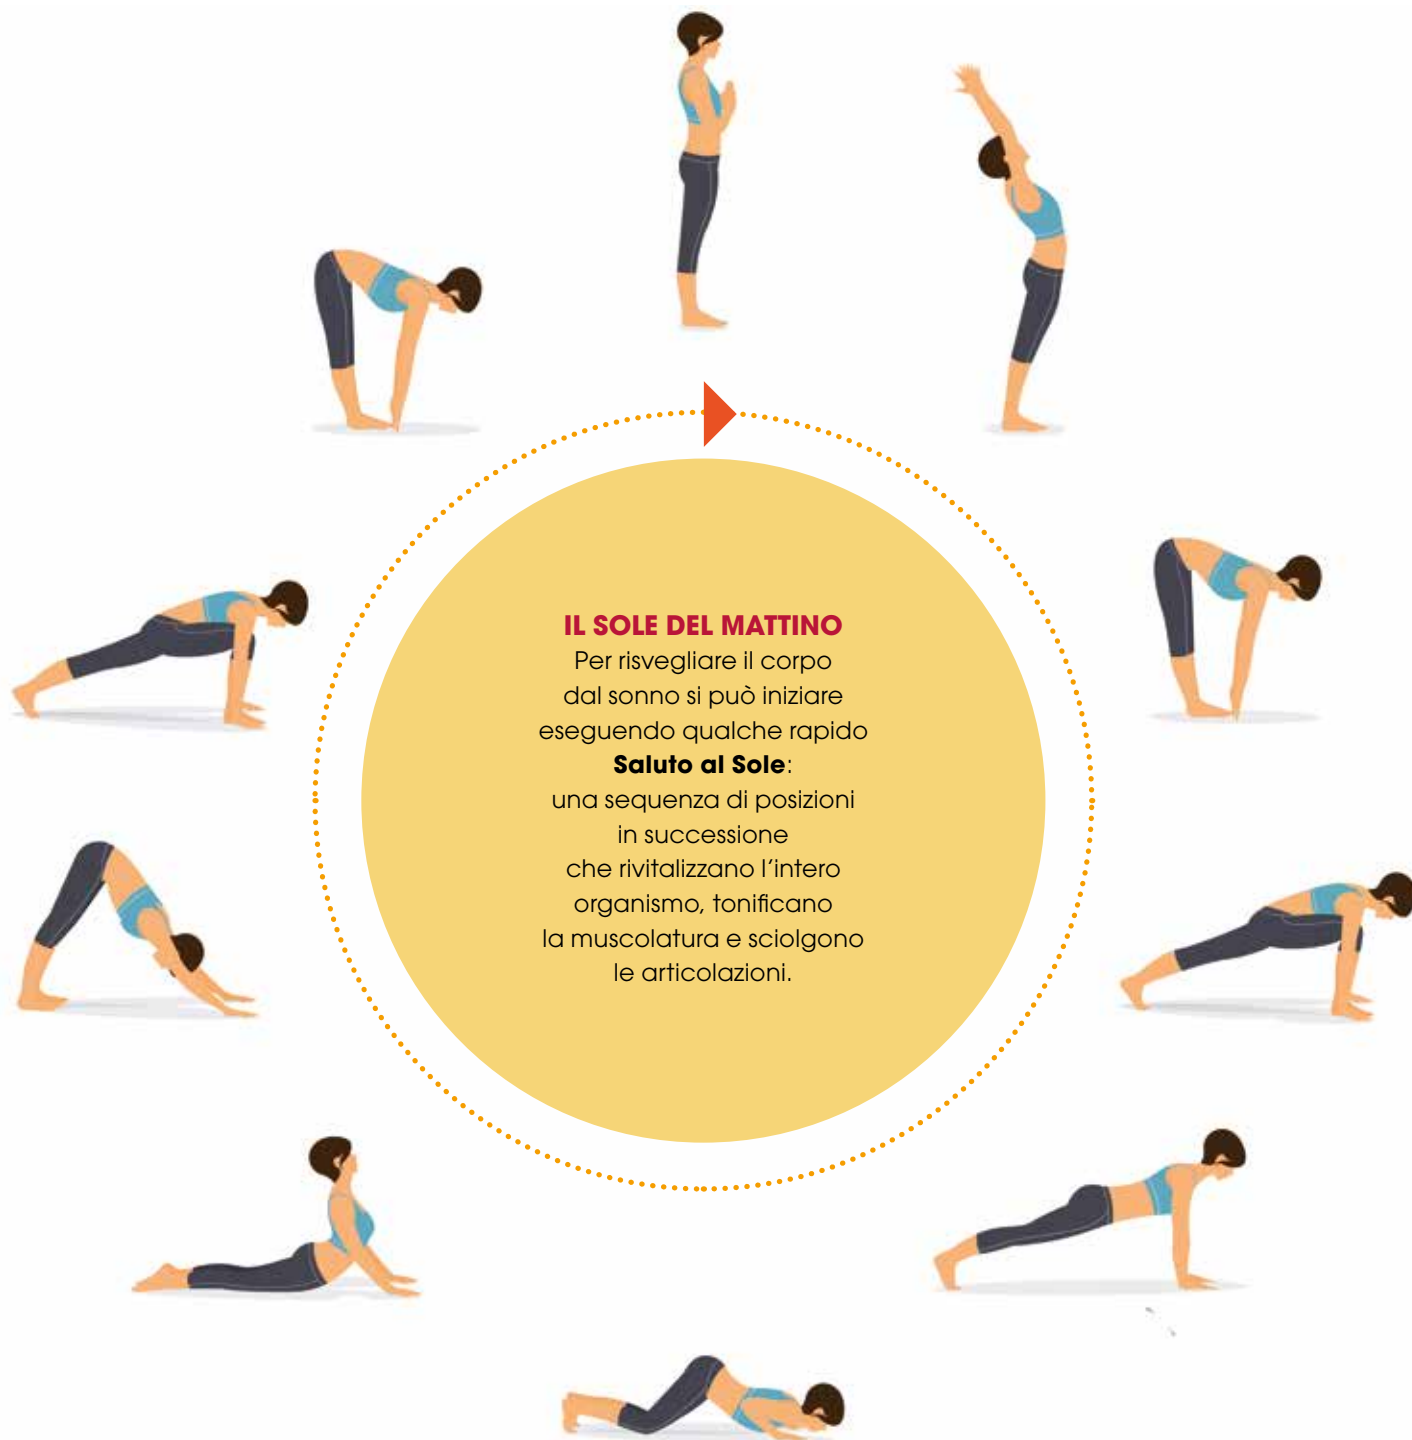 IL SOLE DEL MATTINO
Per risvegliare il corpo
dal sonno si può iniziare
eseguendo qualche rapido
Saluto al Sole:
una sequenza di posizioni
in successione
che rivitalizzano l’intero
organismo, tonificano
la muscolatura e sciolgono
le articolazioni.